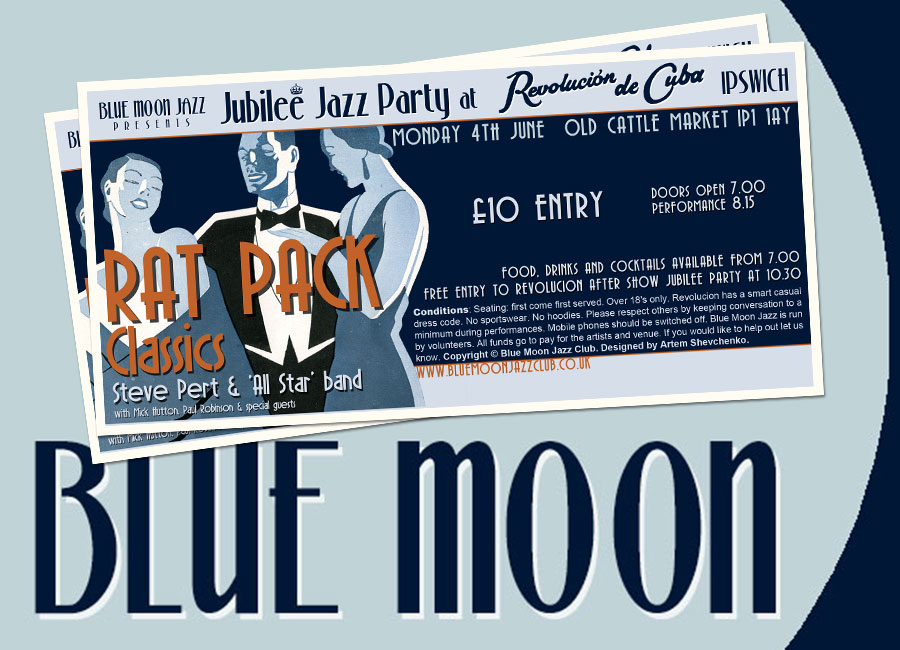 BLUE MOON JAZZ
PRESENTS
Jubilee Jazz Party at Revolución de Cuba IPSWICH
MONDAY 4TH JUNE OLD CATTLE MARKET IP1 1AY
£10 ENTRY
DOORS OPEN 7.00
PERFORMANCE 8.15
RAT PACK
Classics
Steve Pert & 'All Star' band
with Mick Hutton, Paul Robinson & special guests
FOOD, DRINKS AND COCKTAILS AVAILABLE FROM 7.00
FREE ENTRY TO REVOLUCION AFTER SHOW JUBILEE PARTY AT 10.30
Conditions: Seating: first come first served. Over 18's only. Revolucion has a smart casual
dress code. No sportswear. No hoodies. Please respect others by keeping conversation to a
minimum during performances. Mobile phones should be switched off. Blue Moon Jazz is run
by volunteers. All funds go to pay for the artists and venue. If you would like to help out let us
know. Copyright © Blue Moon Jazz Club. Designed by Artem Shevchenko.
WWW.BLUEMOONJAZZCLUB.CO.UK
with Mick Hutton,
BLUE MOON